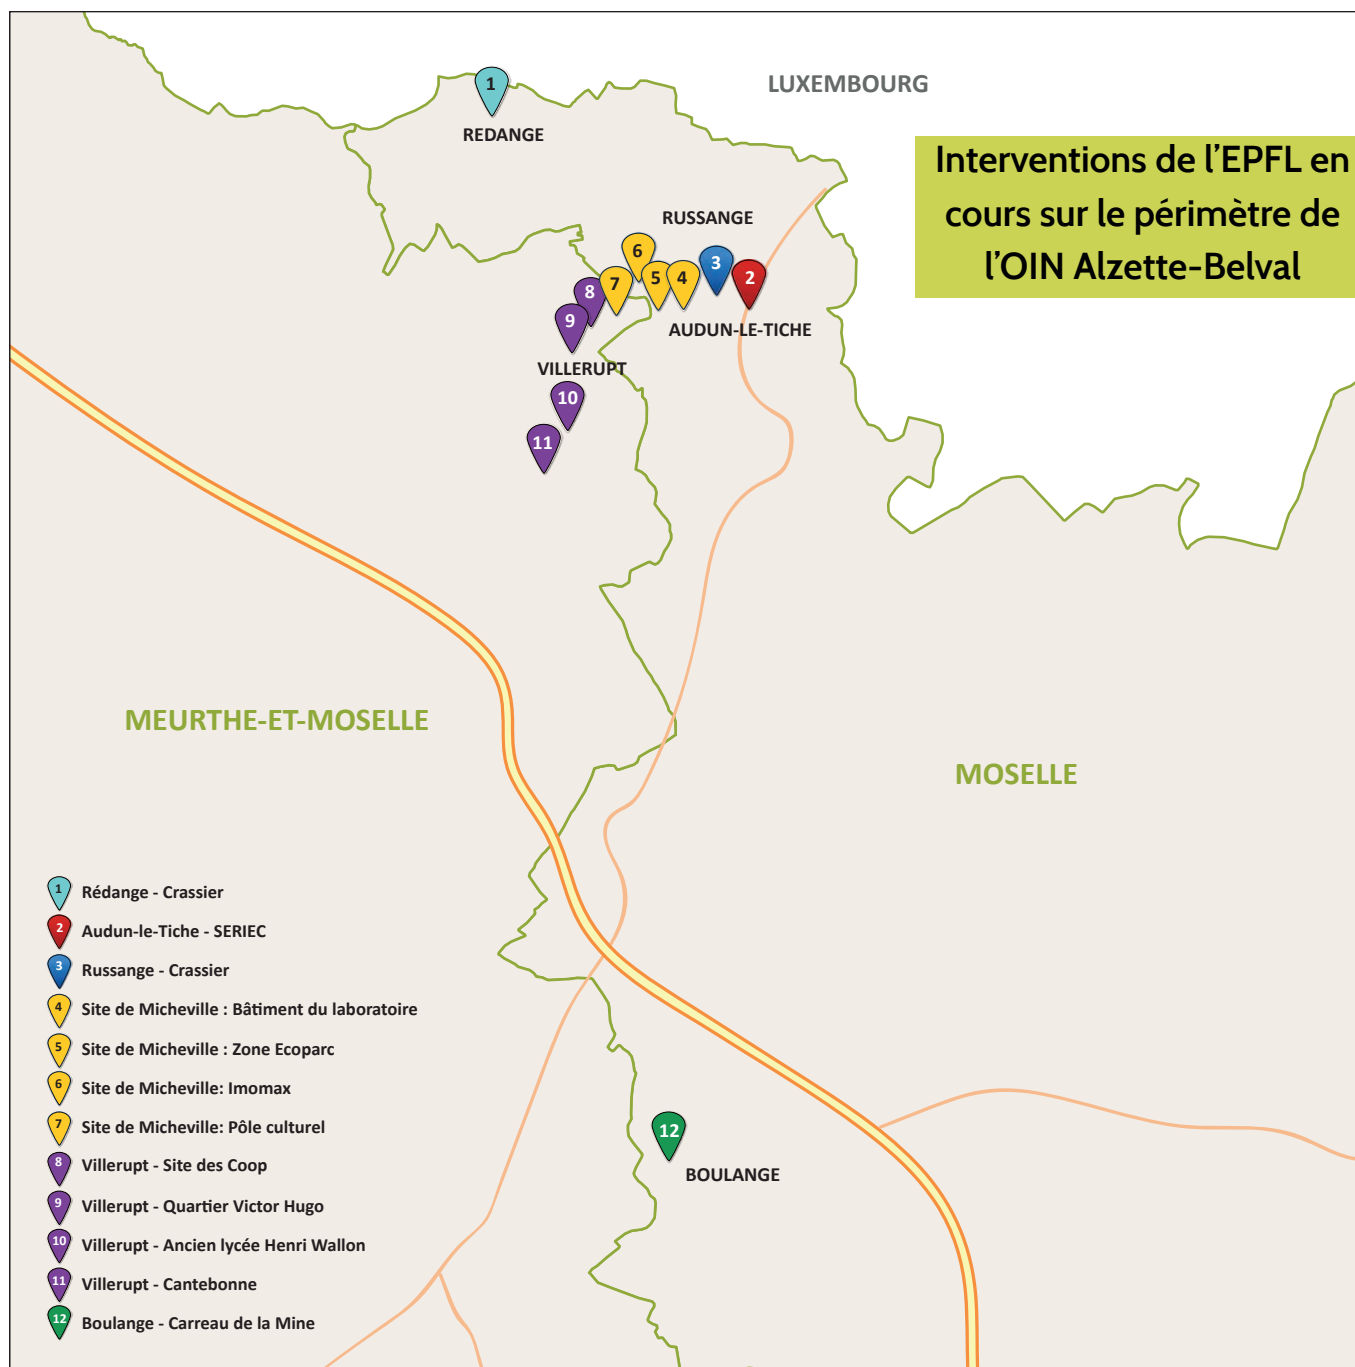 LUXEMBOURG
Interventions de l'EPFL en
cours sur le périmètre de
l'OIN Alzette-Belval
1
REDANGE
RUSSANGE
6
3
2
5
4
7
8
9
AUDUN-LE-TICHE
VILLERUPT
10
11
MEURTHE-ET-MOSELLE
MOSELLE
12
BOULANGE
1 Rédange - Crassier
2 Audun-le-Tiche - SERIEC
3 Russange - Crassier
4 Site de Micheville : Bâtiment du laboratoire
5 Site de Micheville : Zone Ecoparc
6 Site de Micheville: Imomax
7 Site de Micheville: Pôle culturel
8 Villerupt - Site des Coop
9 Villerupt - Quartier Victor Hugo
10 Villerupt - Ancien lycée Henri Wallon
11 Villerupt - Cantebonne
12 Boulange - Carreau de la Mine